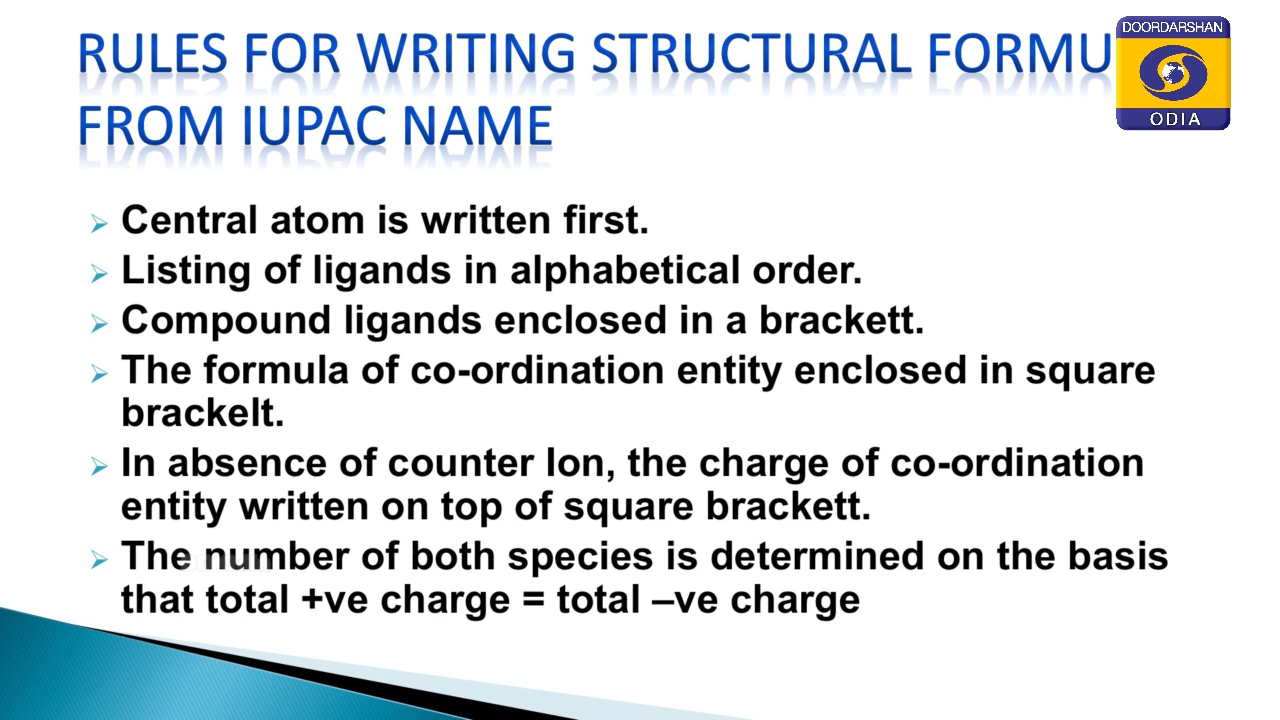 RULES FOR WRITING STRUCTURAL FORMU
FROM IUPAC NAME
DOORDARSHAN
ODIA
➢ Central atom is written first.
➢ Listing of ligands in alphabetical order.
➢ Compound ligands enclosed in a brackett.
➢ The formula of co-ordination entity enclosed in square
brackelt.
➢ In absence of counter Ion, the charge of co-ordination
entity written on top of square brackett.
➢ The number of both species is determined on the basis
that total +ve charge = total –ve charge